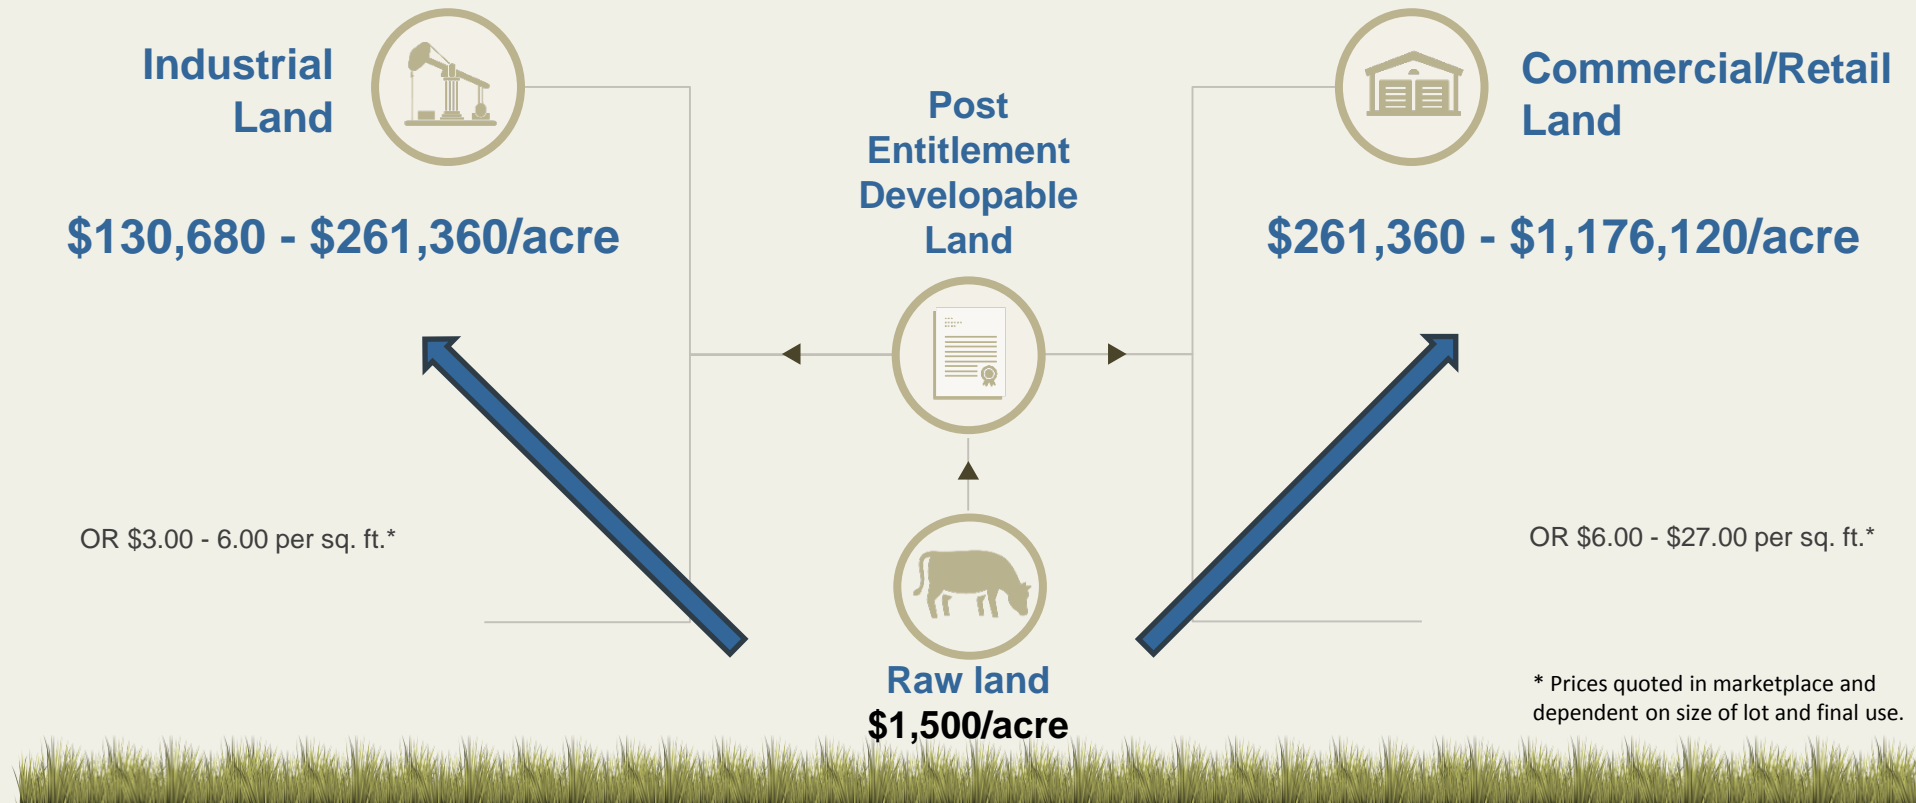 Industrial
Land
$130,680 - $261,360/acre
OR $3.00 - 6.00 per sq. ft.*
Post
Entitlement
Developable
Land
Raw land
$1,500/acre
Commercial/Retail
Land
$261,360 - $1,176,120/acre
OR $6.00 - $27.00 per sq. ft.*
* Prices quoted in marketplace and
dependent on size of lot and final use.